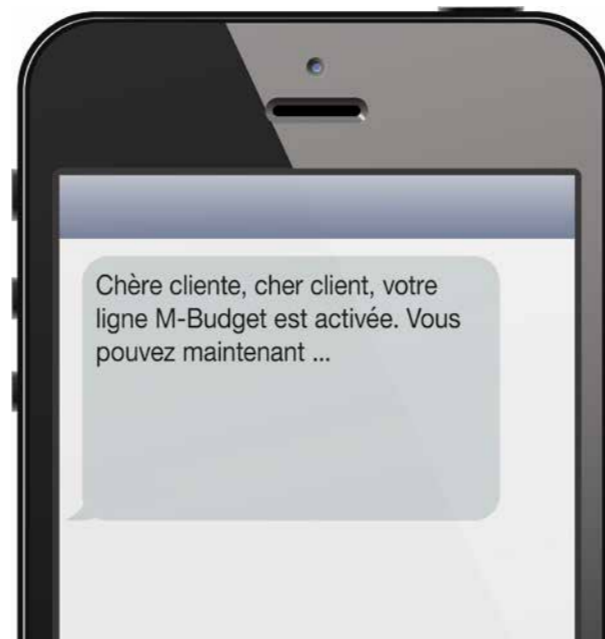 Chère cliente, cher client, votre
ligne M-Budget est activée. Vous
pouvez maintenant ...